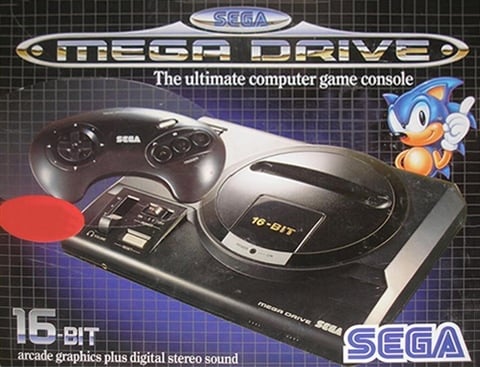 SEGA
MEGA DRIVE
The ultimate computer game console
SEGA
16-BIT
MEGA DRIVE SEGA
16-BIT
SEGA
arcade graphics plus digital stereo sound